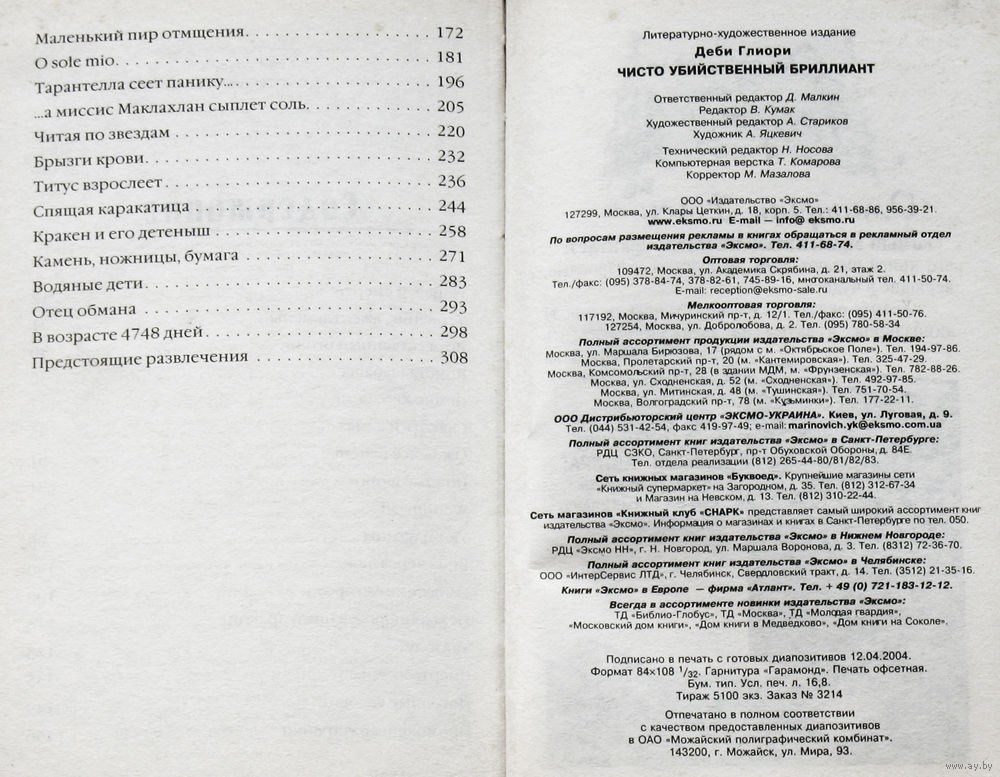 Маленький пир отмщения. . . . . . . . . . . . . . . . . . 172
O sole mio. . . . . . . . . . . . . . . . . . . . . . . . . . . . 181
Тарантелла сеет панику... . . . . . . . . . . . . . . . . 196
...а миссис Маклахлан сыплет соль. . . . . . . . . . . 205
Читая по звездам . . . . . . . . . . . . . . . . . . . . . . 220
Брызги крови. . . . . . . . . . . . . . . . . . . . . . . . . 232
Титус взрослеет . . . . . . . . . . . . . . . . . . . . . . . 236
Спящая каракатица . . . . . . . . . . . . . . . . . . . . . 244
Кракен и его детеныш . . . . . . . . . . . . . . . . . . . 258
Камень, ножницы, бумага . . . . . . . . . . . . . . . . . 271
Водяные дети. . . . . . . . . . . . . . . . . . . . . . . . . 283
Отец обмана . . . . . . . . . . . . . . . . . . . . . . . . . 293
В возрасте 4748 дней . . . . . . . . . . . . . . . . . . . . 298
Предстоящие развлечения . . . . . . . . . . . . . . . . . 308
Литературно-художественное издание
Деби Глиори
ЧИСТО УБИЙСТВЕННЫЙ БРИЛЛИАНТ
Ответственный редактор Д. Малкин
Редактор В. Кумак
Художественный редактор А. Стариков
Художник А. Яцкевич
Технический редактор Н. Носова
Компьютерная верстка Т. Комарова
Корректор М. Мазалова
ООО «Издательство «Эксмо»
127299, Москва, ул. Клары Цеткин, д. 18, корп. 5. Тел.: 411-68-86, 956-39-21.
www.eksmo.ru E-mail — info@ eksmo.ru
По вопросам размещения рекламы в книгах обращаться в рекламный отдел
издательства «Эксмо». Тел. 411-68-74.
Оптовая торговля:
109472, Москва, ул. Академика Скрябина, д. 21, этаж 2.
Тел./факс: (095) 378-84-74, 378-82-61, 745-89-16, многоканальный тел. 411-50-74.
E-mail: reception@eksmo-sale.ru
Мелкооптовая торговля:
117192, Москва, Мичуринский пр-т, д. 12/1. Тел./факс: (095) 411-50-76.
127254, Москва, ул. Добролюбова, д. 2. Тел. (095) 780-58-34
Полный ассортимент продукции издательства «Эксмо» в Москве:
Москва, ул. Маршала Бирюзова, 17 (рядом с м. «Октябрьское Поле»). Тел. 194-97-86.
Москва, Пролетарский пр-т, 20 (м. «Кантемировская»). Тел. 325-47-29.
Москва, Комсомольский пр-т, 28 (в здании МДМ, м. «Фрунзенская»). Тел. 782-88-26.
Москва, ул. Сходненская, д. 52 (м. «Сходненская»). Тел. 492-97-85.
Москва, ул. Митинская, д. 48 (м. «Тушинская»). Тел. 751-70-54.
Москва, Волгоградский пр-т, 78 (м. «Кузьминки»). Тел. 177-22-11.
ООО Дистрибьюторский центр «ЭКСМО-УКРАИНА». Киев, ул. Луговая, д. 9.
Тел. (044) 531-42-54, факс 419-97-49; e-mail: marinovich.yk@eksmo.com.ua
Полный ассортимент книг издательства «Эксмо» в Санкт-Петербурге:
РДЦ СЗКО, Санкт-Петербург, пр-т Обуховской Обороны, д. 84Е.
Тел. отдела реализации (812) 265-44-80/81/82/83.
Сеть книжных магазинов «Буквоед». Крупнейшие магазины сети
«Книжный супермаркет» на Загородном, д. 35. Тел. (812) 312-67-34
и Магазин на Невском, д. 13. Тел. (812) 310-22-44.
Сеть магазинов «Книжный клуб «СНАРК» представляет самый широкий ассортимент книг
издательства «Эксмо». Информация о магазинах и книгах в Санкт-Петербурге по тел. 050.
Полный ассортимент книг издательства «Эксмо» в Нижнем Новгороде:
РДЦ «Эксмо НН», г. Н. Новгород, ул. Маршала Воронова, д. 3. Тел. (8312) 72-36-70.
Полный ассортимент книг издательства «Эксмо» в Челябинске:
ООО «ИнтерСервис ЛТД», г. Челябинск, Свердловский тракт, д. 14. Тел. (3512) 21-35-16.
Книги «Эксмо» в Европе — фирма «Атлант». Тел. + 49 (0) 721-183-12-12.
Всегда в ассортименте новинки издательства «Эксмо»:
ТД «Библио-Глобус», ТД «Москва», ТД «Молодая гвардия»,
«Московский дом книги», «Дом книги в Медведково», «Дом книги на Соколе».
Подписано в печать с готовых диапозитивов 12.04.2004.
Формат 84×108 1/32. Гарнитура «Гарамонд». Печать офсетная.
Бум. тип. Усл. печ. л. 16,8.
Тираж 5100 экз. Заказ № 3214
Отпечатано в полном соответствии
с качеством предоставленных диапозитивов
в ОАО «Можайский полиграфический комбинат».
143200, г. Можайск, ул. Мира, 93.
www.ay.by